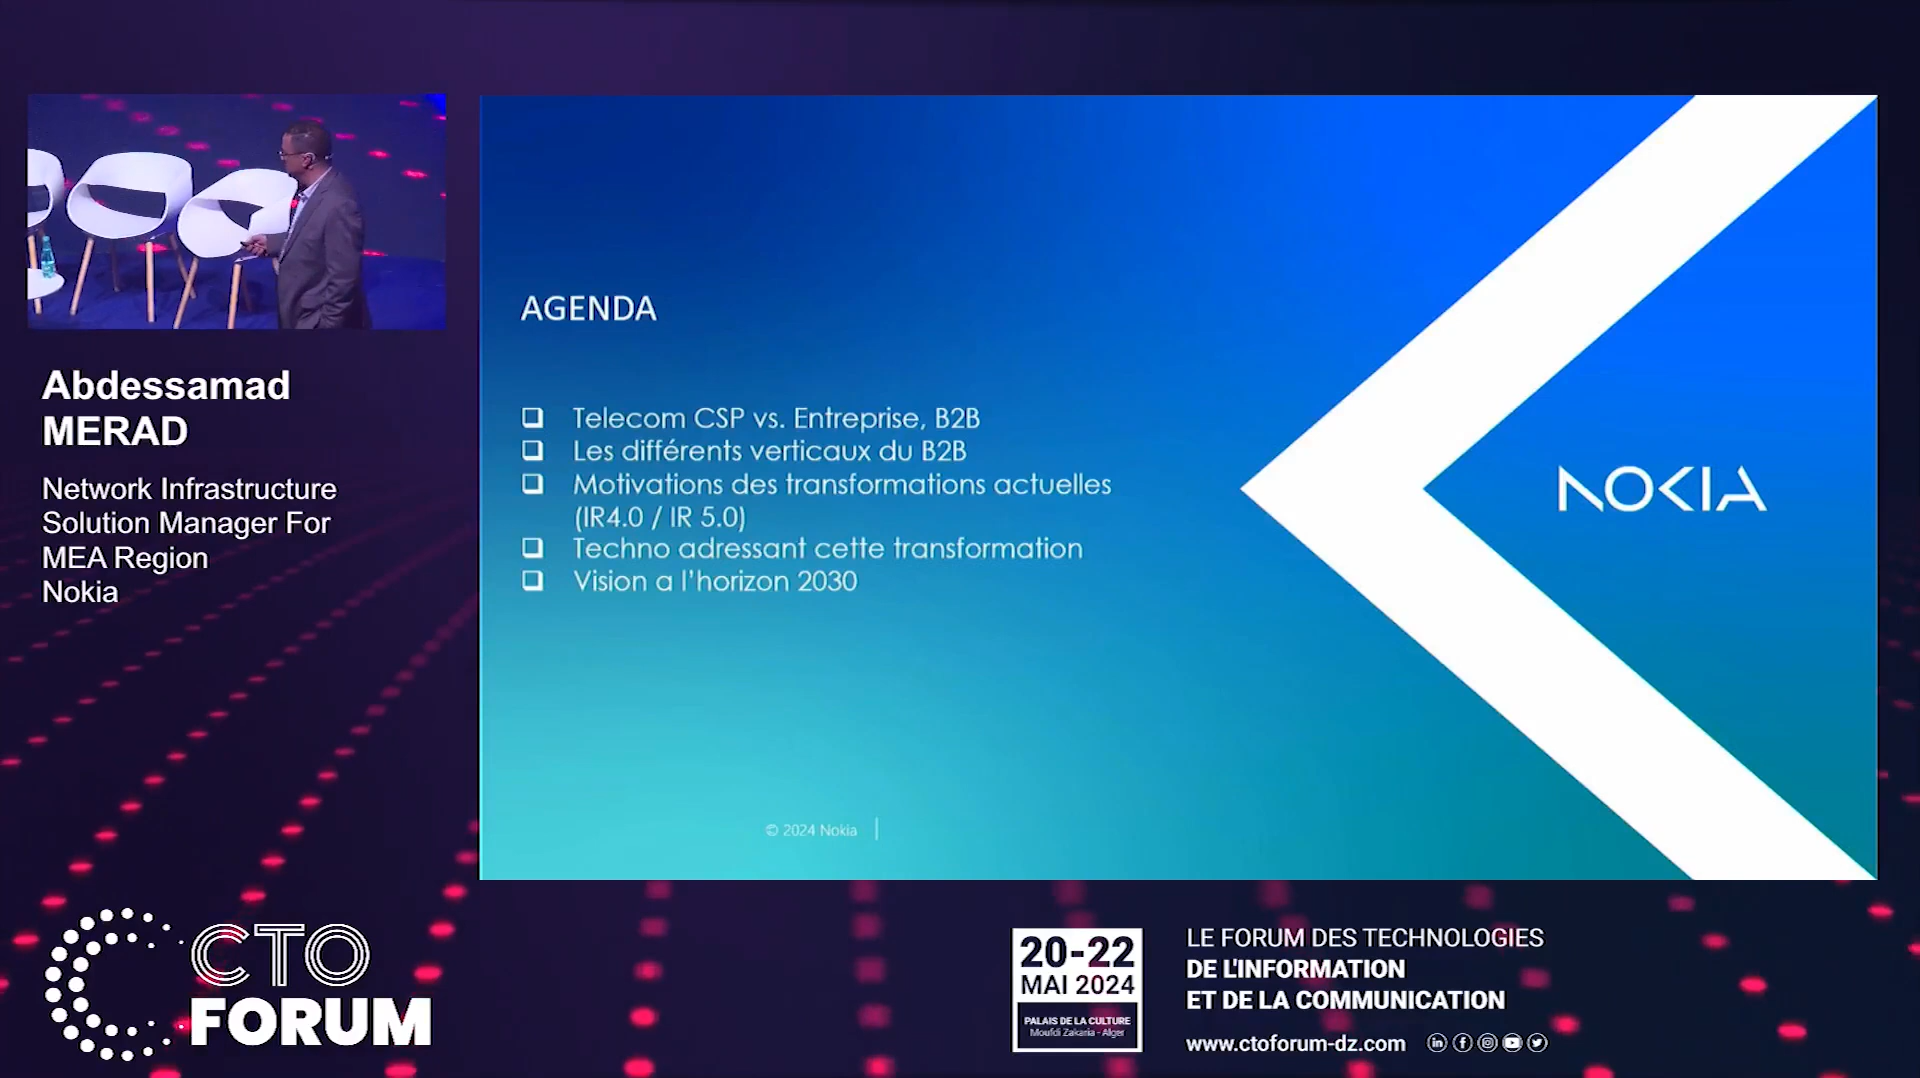 Abdessamad
MERAD
Network Infrastructure
Solution Manager For
MEA Region
Nokia
AGENDA
❑ Telecom CSP vs. Entreprise, B2B
❑ Les différents verticaux du B2B
❑ Motivations des transformations actuelles
(IR4.0 / IR 5.0)
❑ Techno adressant cette transformation
❑ Vision a l'horizon 2030
© 2024 Nokia
NOKIA
CTO
FORUM
20-22
MAI 2024
PALAIS DE LA CULTURE
Moufdi Zakaria - Alger
LE FORUM DES TECHNOLOGIES
DE L'INFORMATION
ET DE LA COMMUNICATION
www.ctoforum-dz.com